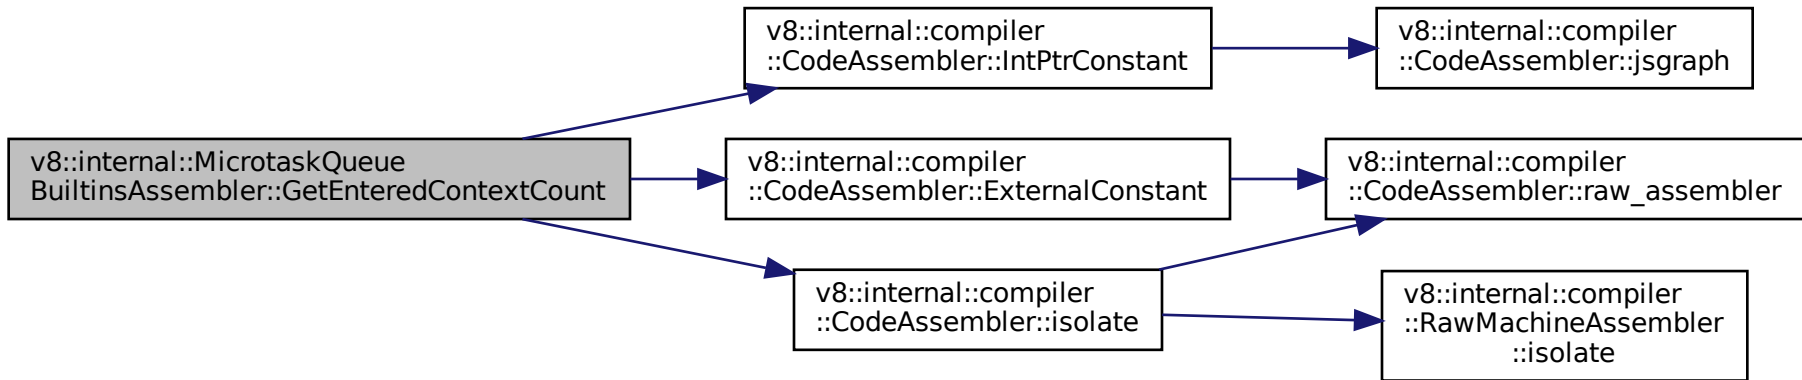 v8::internal::MicrotaskQueue
BuiltinsAssembler::GetEnteredContextCount
v8::internal::compiler
::CodeAssembler::IntPtrConstant
v8::internal::compiler
::CodeAssembler::jsgraph
v8::internal::compiler
::CodeAssembler::ExternalConstant
v8::internal::compiler
::CodeAssembler::raw_assembler
v8::internal::compiler
::CodeAssembler::isolate
v8::internal::compiler
::RawMachineAssembler
::isolate